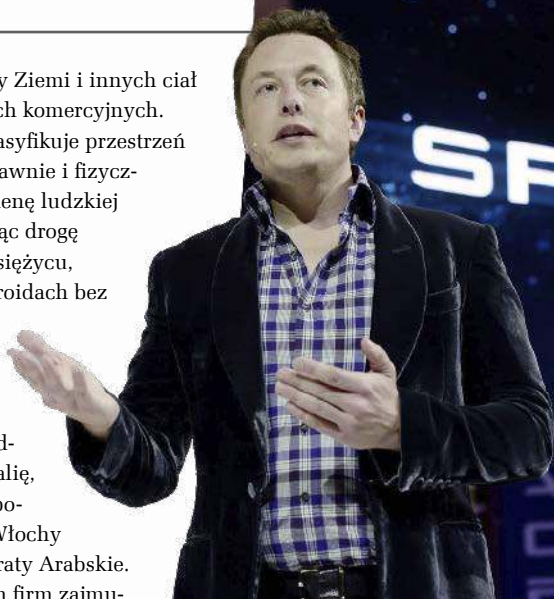 y Ziemi i innych ciał
ch komercyjnych.
asyfikuje przestrzeń
awnie i fizycz-
enę ludzkiej
ąc drogę
siężycu,
roidach bez
d-
alię,
po-
Włochy
raty Arabskie.
h firm zajmu-
SP